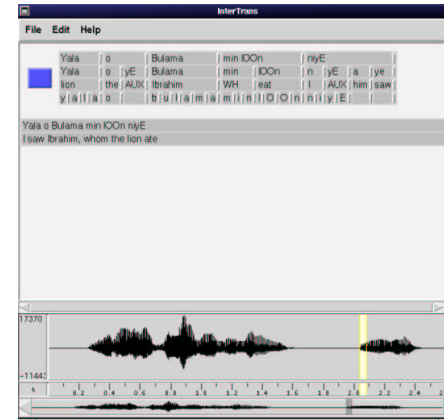 InterTrans
File Edit Help
Yala | o | Bulama | min lOOn | niyE |
Yala | o | yE | Bulama | min | lOOn | n | yE | a | ye |
lion | the | AUX | Ibrahim | WH | eat | I | AUX | him | saw |
y|a|l|a|o b|u|l|a|m|a|m|i|n|l|O|O|n|n|i|y|E|
Yala o Bulama min lOOn niyE
I saw Ibrahim, whom the lion ate
17370
-11443
s 0.2 0.4 0.6 0.8 1.0 1.2 1.4 1.6 1.8 2.0 2.2 2.4